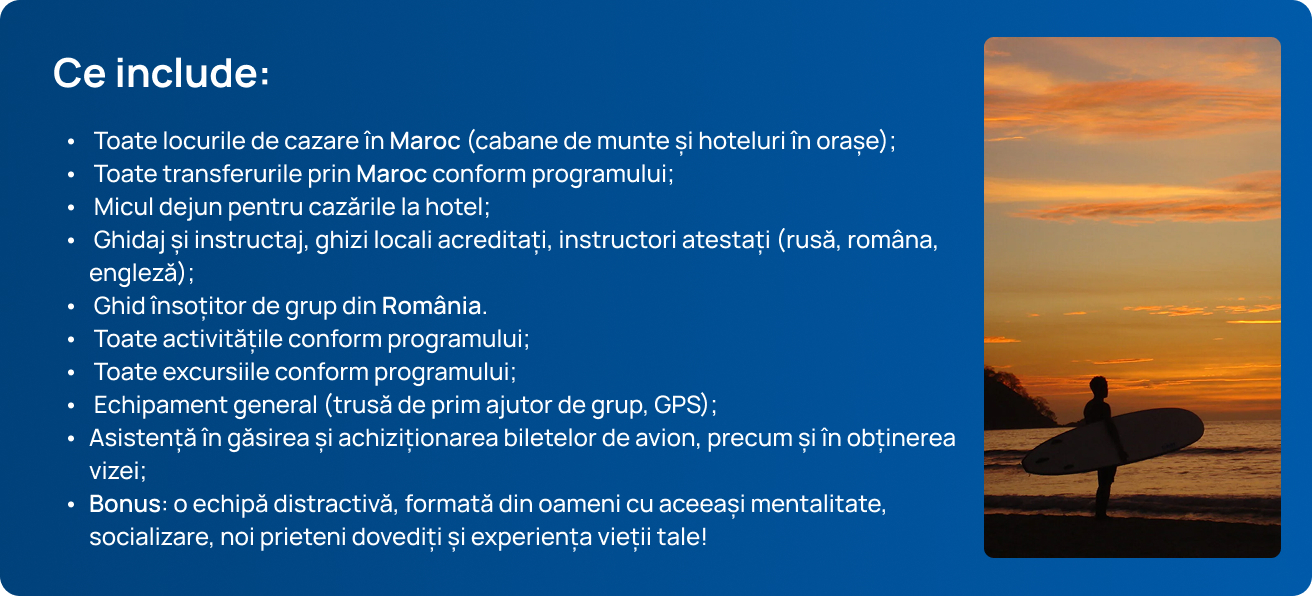 Ce include:
• Toate locurile de cazare în Maroc (cabane de munte și hoteluri în orașe);
• Toate transferurile prin Maroc conform programului;
• Micul dejun pentru cazările la hotel;
• Ghidaj și instructaj, ghizi locali acreditați, instructori atestați (rusă, româna,
engleză);
• Ghid însoțitor de grup din România.
• Toate activitățile conform programului;
• Toate excursiile conform programului;
• Echipament general (trusă de prim ajutor de grup, GPS);
• Asistență în găsirea și achiziționarea biletelor de avion, precum și în obținerea
vizei;
• Bonus: o echipă distractivă, formată din oameni cu aceeași mentalitate,
socializare, noi prieteni dovediți și experiența vieții tale!